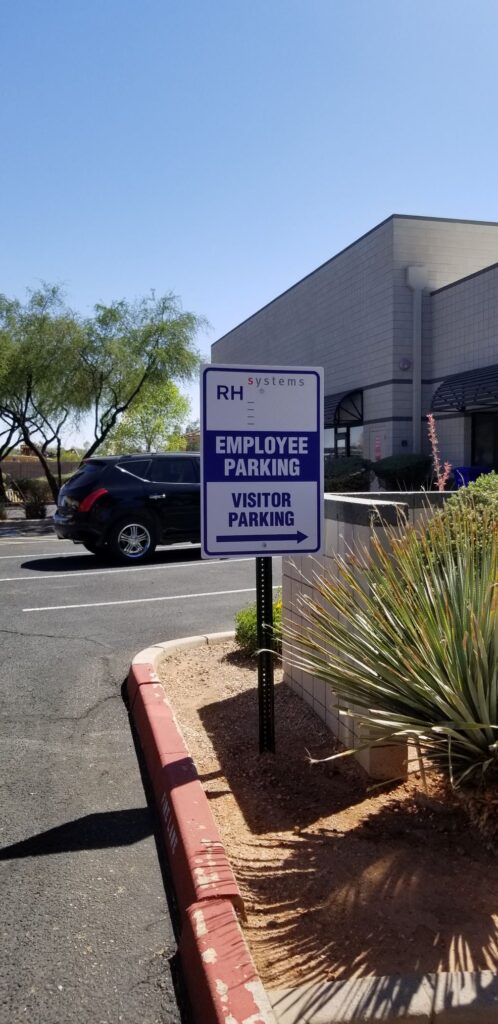 RH systems
EMPLOYEE
PARKING
VISITOR
PARKING